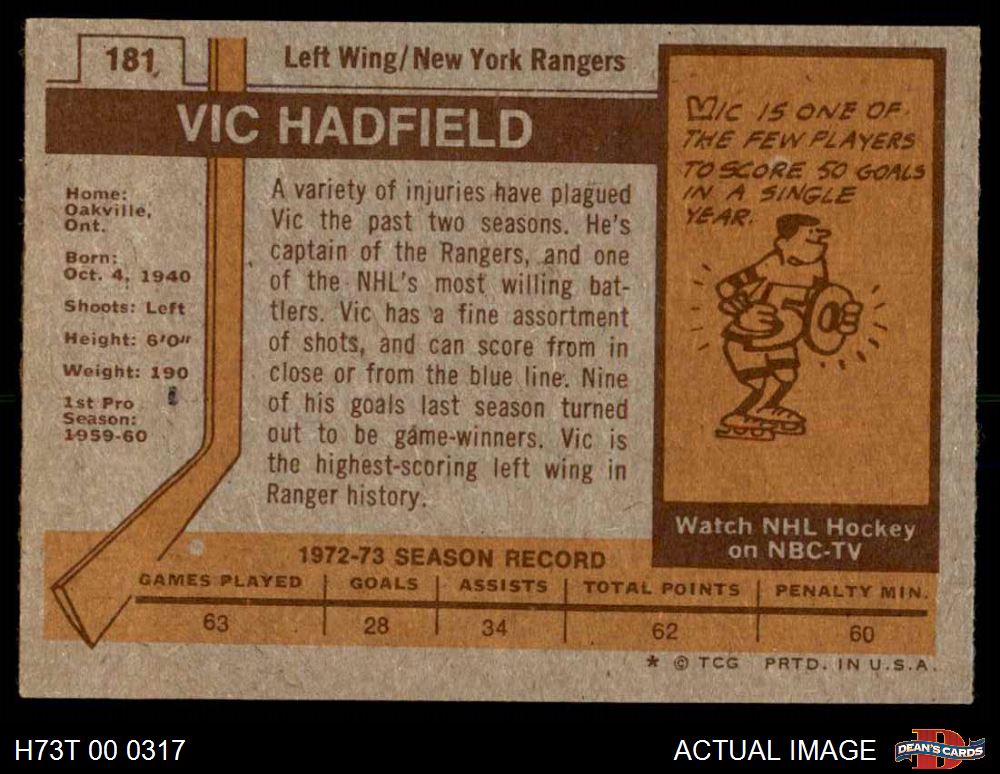 181
Left Wing/New York Rangers
VIC HADFIELD
Home:
Oakville,
Ont.
Born:
Oct. 4, 1940
Shoots: Left
Height: 6'0"
Weight: 190
1st Pro
Season:
1959-60
A variety of injuries have plagued
Vic the past two seasons. He's
captain of the Rangers, and one
of the NHL's most willing bat-
tlers. Vic has a fine assortment
of shots, and can score from in
close or from the blue line. Nine
of his goals last season turned
out to be game-winners. Vic is
the highest-scoring left wing in
Ranger history.
VIC IS ONE OF
THE FEW PLAYERS
TO SCORE 50 GOALS
IN A SINGLE
YEAR.
50
Watch NHL Hockey
on NBC-TV
1972-73 SEASON RECORD
GAMES PLAYED GOALS ASSISTS TOTAL POINTS PENALTY MIN.
63 28 34 62 60
* © TCG PRTD. IN U.S.A.
H73T 00 0317
ACTUAL IMAGE
D
DEAN'S CARDS